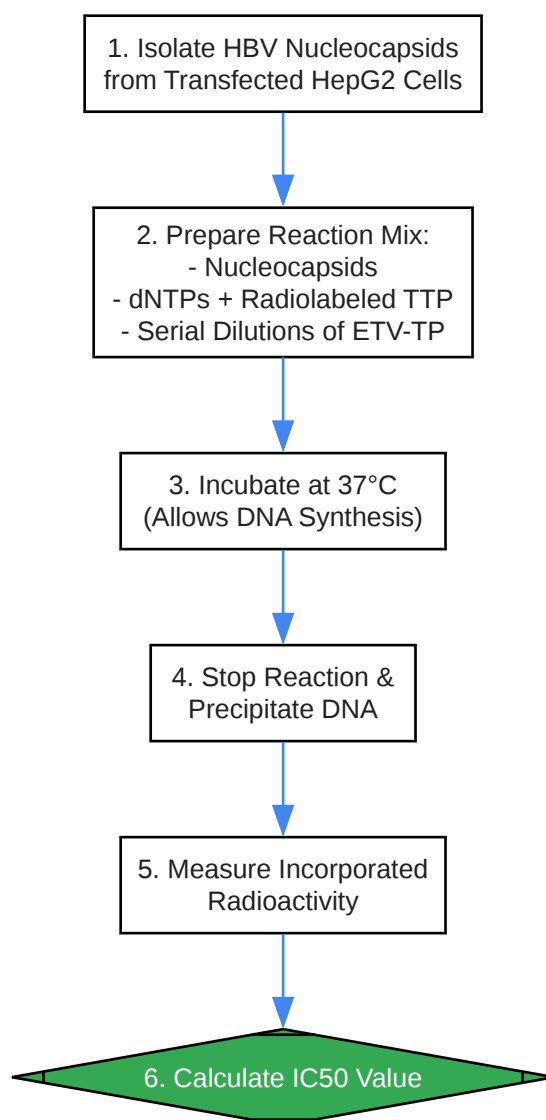 1. Isolate HBV Nucleocapsids
from Transfected HepG2 Cells
2. Prepare Reaction Mix:
- Nucleocapsids
- dNTPs + Radiolabeled TTP
- Serial Dilutions of ETV-TP
3. Incubate at 37°C
(Allows DNA Synthesis)
4. Stop Reaction &
Precipitate DNA
5. Measure Incorporated
Radioactivity
6. Calculate IC50 Value